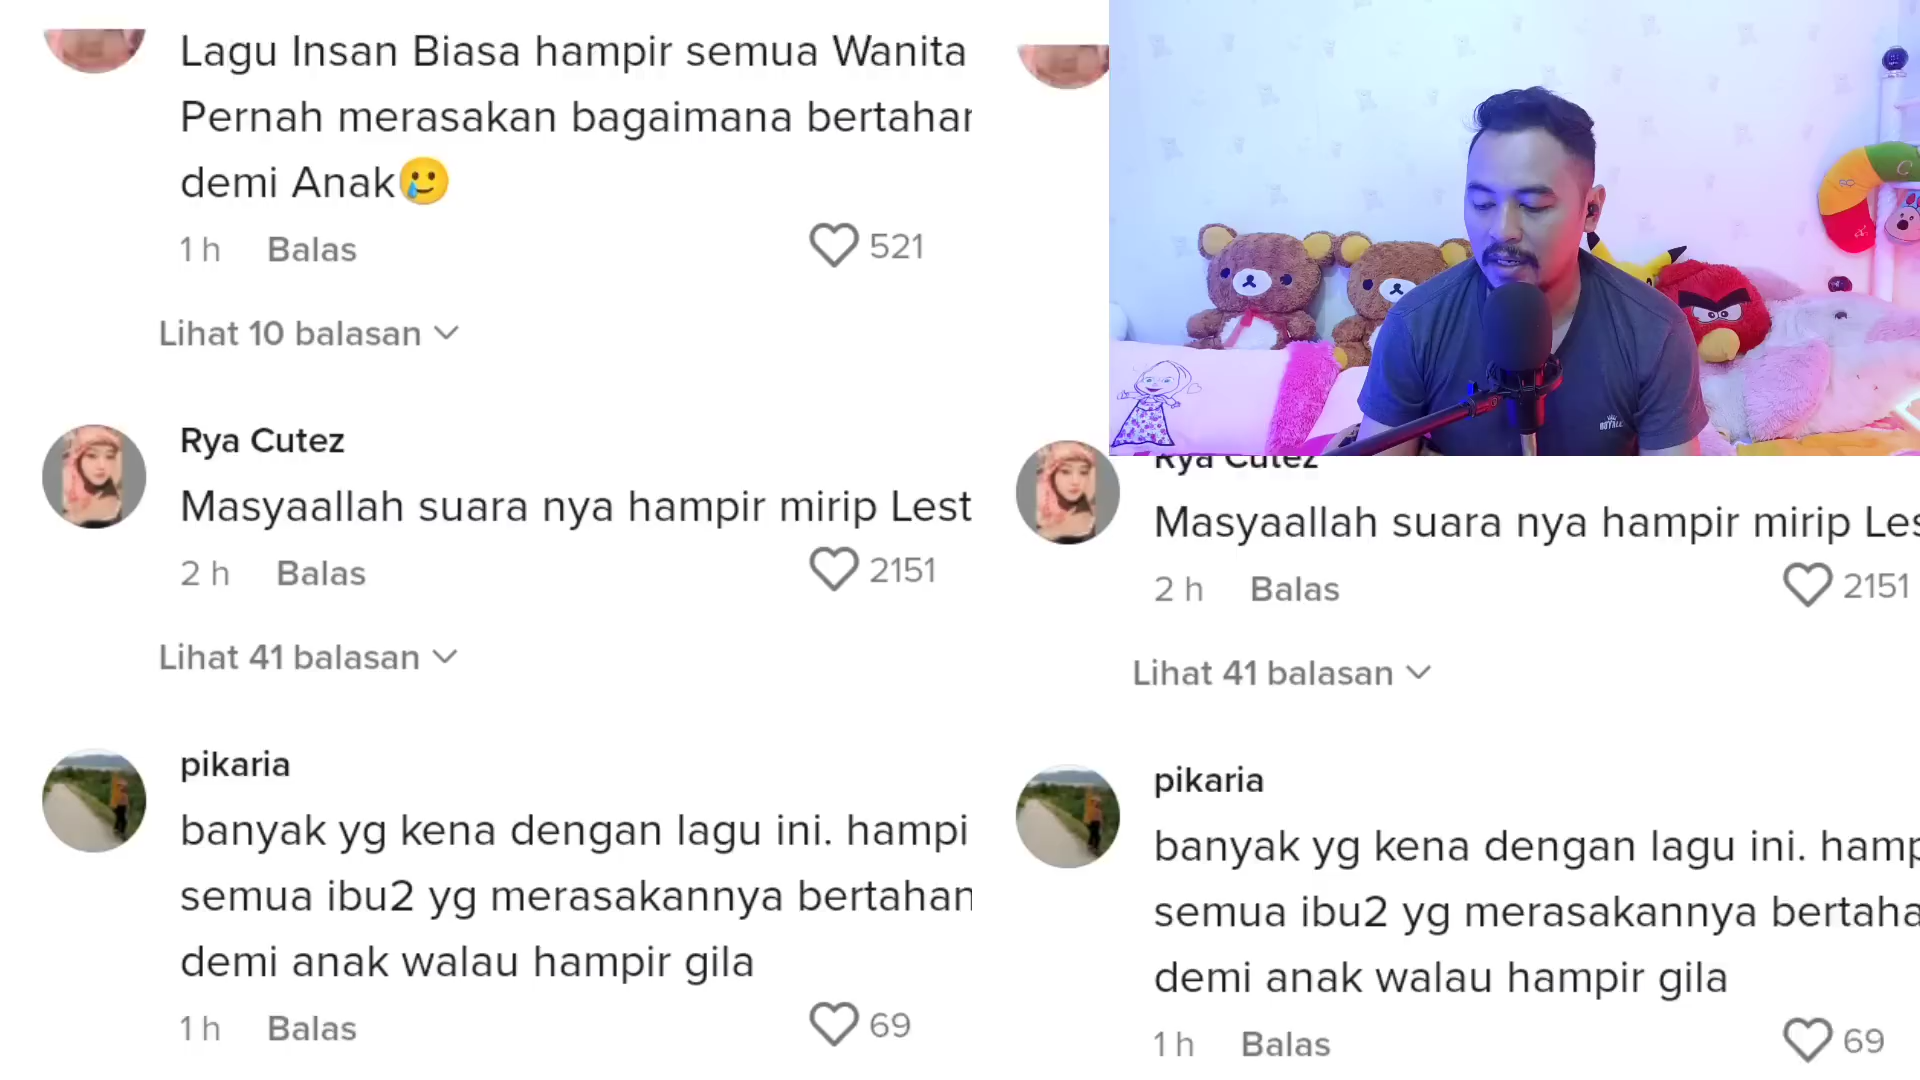 Lagu Insan Biasa hampir semua Wanita
Pernah merasakan bagaimana
demi Anak🥲
1 h Balas 521
Lihat 10 balasan
Rya Cutez
Masyaallah suara nya hampir mirip Lest
2 h Balas 2151
Lihat 41 balasan
pikaria
banyak yg kena dengan lagu ini. hampi
semua ibu2 yg merasakannya bertahan
demi anak walau hampir gila
1 h Balas 69
Rya Cutez
Masyaallah suara nya hampir mirip Les
2 h Balas 2151
Lihat 41 balasan
pikaria
banyak yg kena dengan lagu ini. hamp
semua ibu2 yg merasakannya bertaha
demi anak walau hampir gila
1 h Balas 69